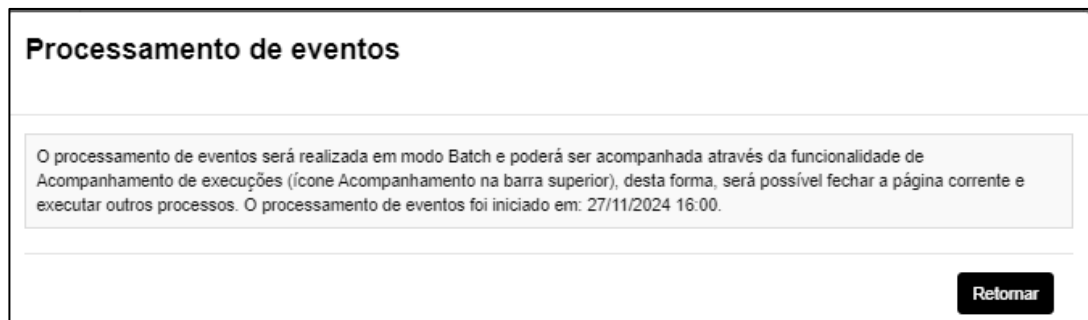 Processamento de eventos
O processamento de eventos será realizada em modo Batch e poderá ser acompanhada através da funcionalidade de
Acompanhamento de execuções (ícone Acompanhamento na barra superior), desta forma, será possível fechar a página corrente e
executar outros processos. O processamento de eventos foi iniciado em: 27/11/2024 16:00.
Retornar